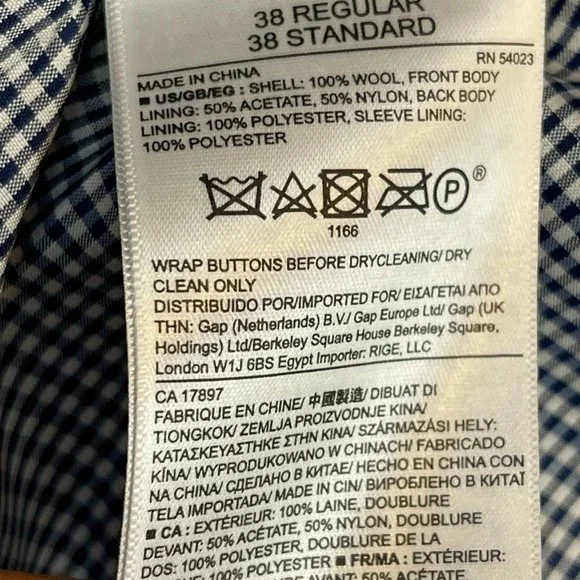 38 REGULAR
38 STANDARD
RN 54023
MADE IN CHINA
■ US/GB/EG : SHELL: 100% WOOL, FRONT BODY
LINING: 50% ACETATE, 50% NYLON, BACK BODY
LINING: 100% POLYESTER, SLEEVE LINING:
100% POLYESTER
P ®
1166
WRAP BUTTONS BEFORE DRYCLEANING/ DRY
CLEAN ONLY
DISTRIBUIDO POR/IMPORTED FOR/ ΕΙΣΑΓΕΤΑΙ ΑΠΟ
THN: Gap (Netherlands) B.V./ Gap Europe Ltd/ Gap (UK
Holdings) Ltd/Berkeley Square House Berkeley Square
London W1J 6BS Egypt Importer: RIGE, LLC
CA 17897
FABRIQUE EN CHINE/ 中國製造/ DIBUAT DI
TIONGKOK/ ZEMLJA PROIZVODNJE KINA/
ΚΑΤΑΣΚΕΥΑΣΤΗΚΕ ΣΤΗΝ ΚΙΝΑ/ SZÁRMAZÁSI HELY:
KÍNA/ WYPRODUKOWANO W CHINACH/ FABRICADO
NA CHINA/ СДЕЛАНО В КИТАЕ/ HECHO EN CHINA CON
TELA IMPORTADA/ MADE IN CIN/ ВИРОБЛЕНО В КИТАЇ
■ CA : EXTÉRIEUR: 100% LAINE, DOUBLURE
DEVANT: 50% ACÉTATE, 50% NYLON, DOUBLURE
DOS: 100% POLYESTER, DOUBLURE DE LA
100% POLYESTER ■ FR/MA : EXTÉRIEUR:
DOUBLURE AVANT: 50% ACÉTATE